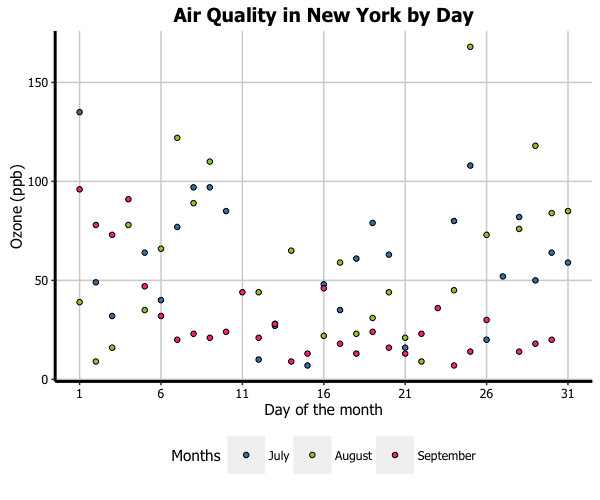 Air Quality in New York by Day
Ozone (ppb)
150
100
50
0
1 6 11 16 21 26 31
Day of the month
Months July August September